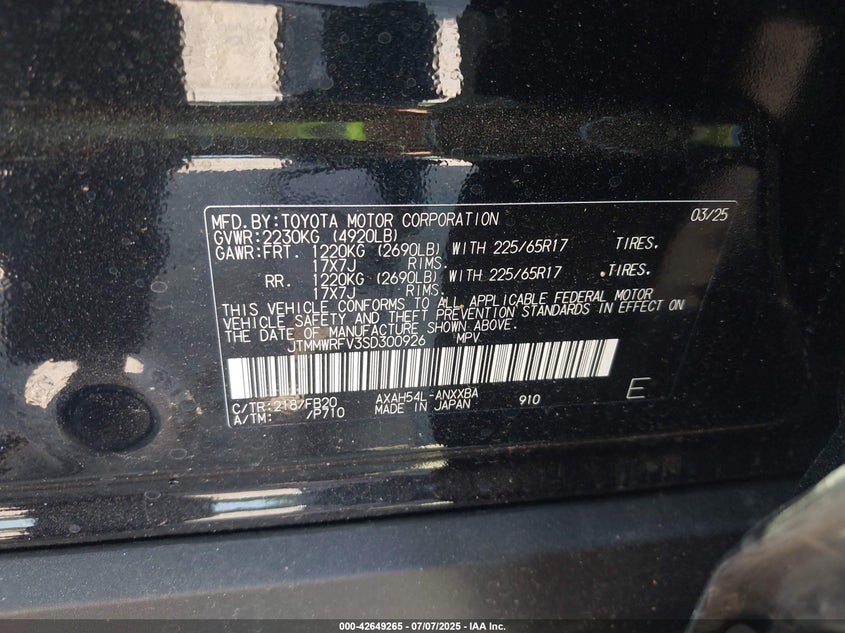 MFD.BY:TOYOTA MOTOR CORPORATION 03/25
GVWR:2230KG (4920LB)
GAWR:FRT. 1220KG (2690LB) WITH 225/65R17 TIRES.
17X7J RIMS.
RR. 1220KG (2690LB) WITH 225/65R17 TIRES.
17X7J RIMS.
THIS VEHICLE CONFORMS TO ALL APPLICABLE FEDERAL MOTOR
VEHICLE SAFETY AND THEFT PREVENTION STANDARDS IN EFFECT ON
THE DATE OF MANUFACTURE SHOWN ABOVE.
JTMMWRFV3SD300926 MPV
C/TR:218/FB20 AXAH54L-ANXXBA 910 E
A/TM: /P710 MADE IN JAPAN
000-42649265 - 07/07/2025 - IAA Inc.